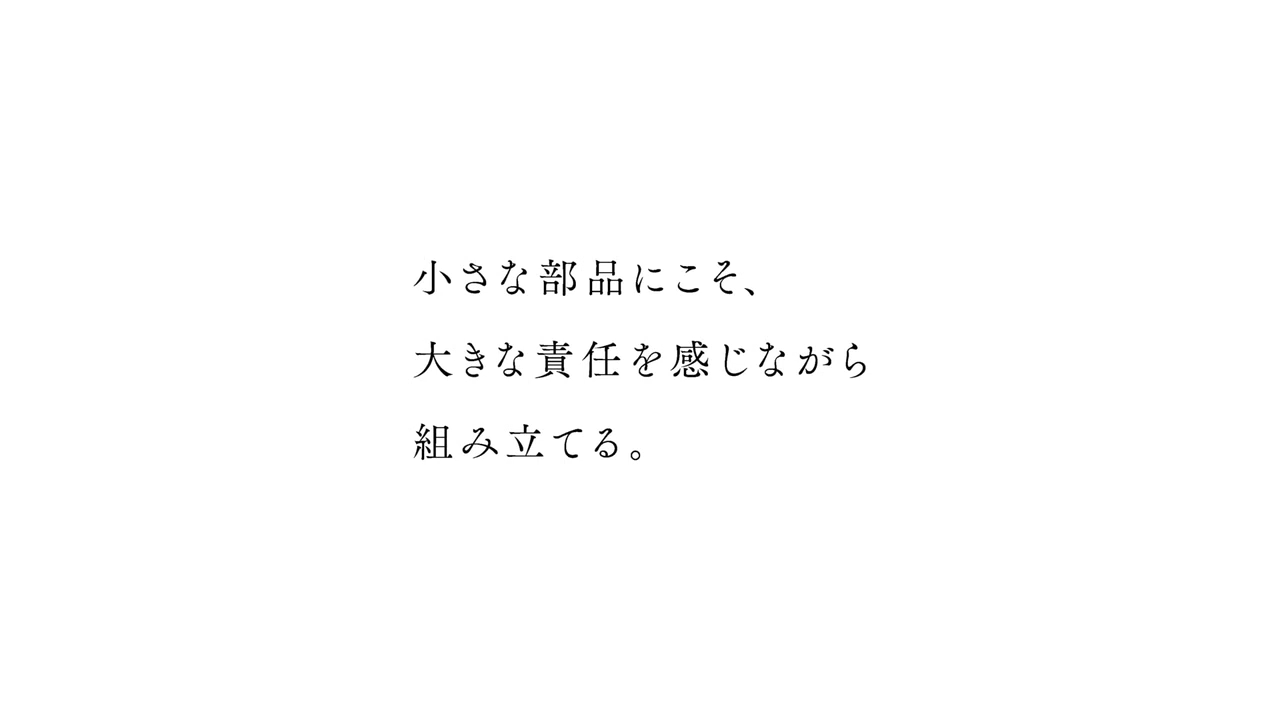 小さな部品にこそ、
大きな責任を感じながら
組み立てる。